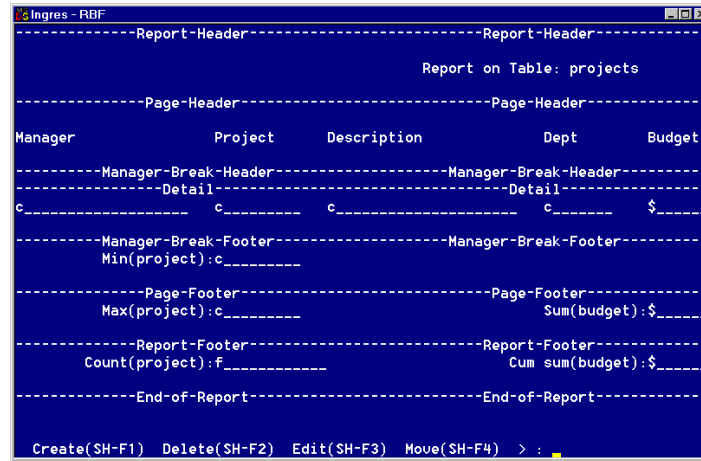 Ingres - RBF
--------------Report-Header---------------------------Report-Header-------------
Report on Table: projects
---------------Page-Header-----------------------------Page-Header--------------
Manager Project Description Dept Budget
----------Manager-Break-Header--------------------Manager-Break-Header----------
-----------------Detail----------------------------------Detail----------------
c___________________ c_________ c_____________________ c_______ $_____
----------Manager-Break-Footer--------------------Manager-Break-Footer----------
Min(project):c_________
---------------Page-Footer-----------------------------Page-Footer--------------
Max(project):c_________ Sum(budget):$_____
--------------Report-Footer---------------------------Report-Footer-------------
Count(project):f____________ Cum sum(budget):$_____
--------------End-of-Report---------------------------End-of-Report-------------
Create(SH-F1) Delete(SH-F2) Edit(SH-F3) Move(SH-F4) > : _